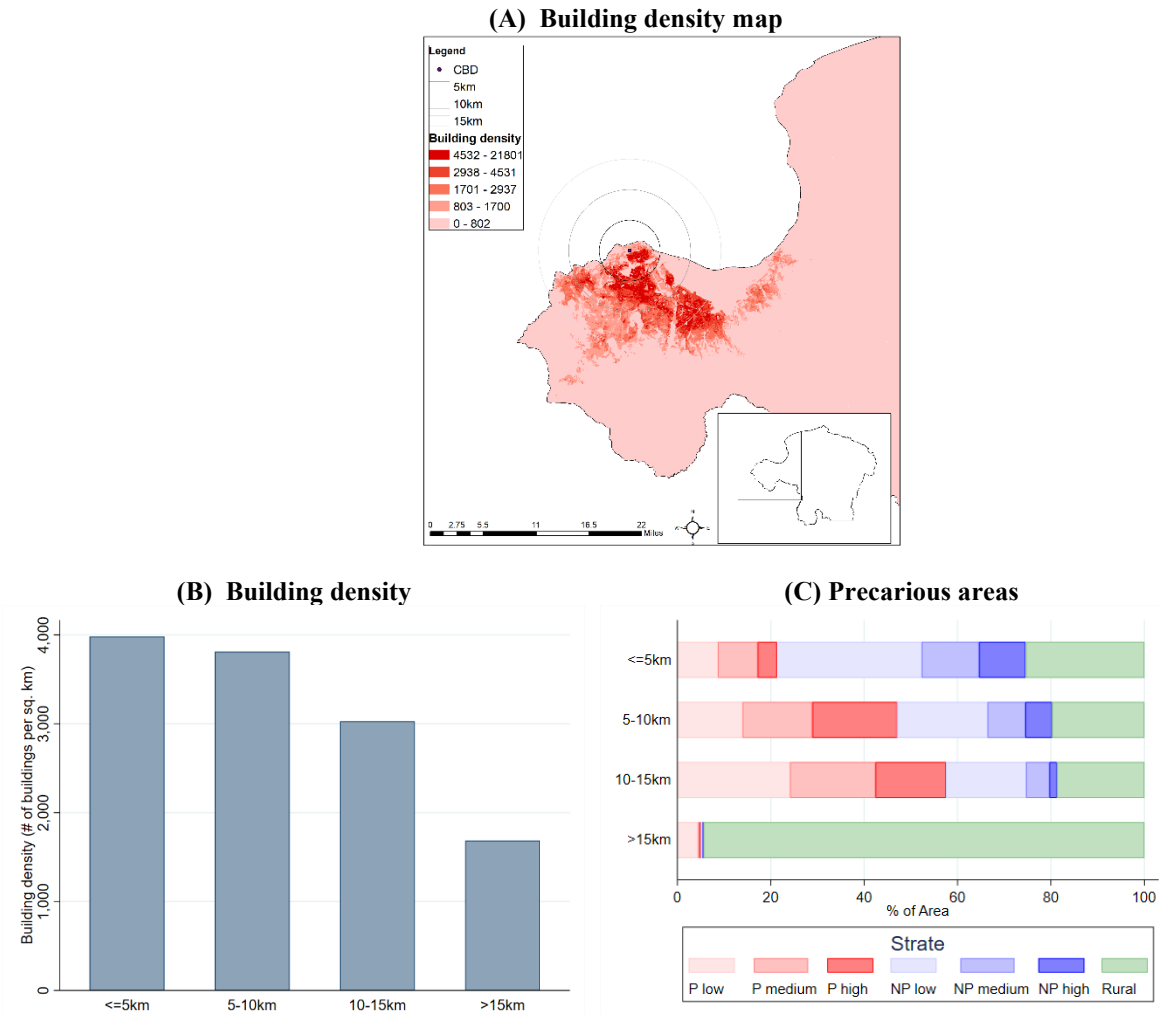 (A) Building density map
Legend
CBD
5km
10km
15km
Building density
4532 - 21801
2938 - 4531
1701 - 2937
803 - 1700
0 - 802
0 2.75 5.5 11 16.5 22
Miles
(B) Building density
Building density (# of buildings per sq. km)
4,000
3,000
2,000
1,000
0
<=5km 5-10km 10-15km >15km
(C) Precarious areas
<=5km
5-10km
10-15km
>15km
0 20 40 60 80 100
% of Area
Strate
P low P medium P high NP low NP medium NP high Rural